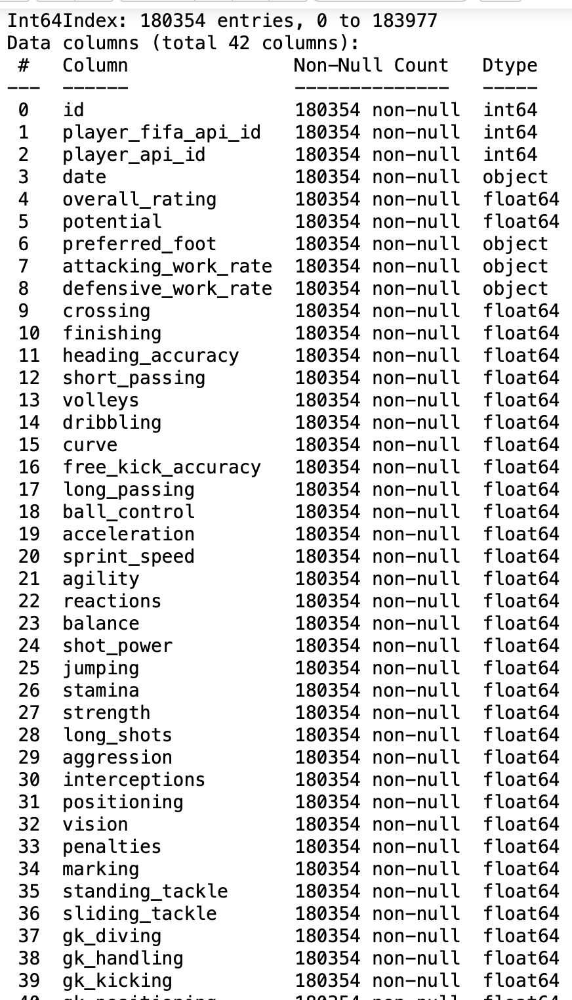 Int64Index: 180354 entries, 0 to 183977
Data columns (total 42 columns):
 #   Column               Non-Null Count   Dtype
---  ------               --------------   -----
 0   id                   180354 non-null  int64
 1   player_fifa_api_id   180354 non-null  int64
 2   player_api_id        180354 non-null  int64
 3   date                 180354 non-null  object
 4   overall_rating       180354 non-null  float64
 5   potential            180354 non-null  float64
 6   preferred_foot       180354 non-null  object
 7   attacking_work_rate  180354 non-null  object
 8   defensive_work_rate  180354 non-null  object
 9   crossing             180354 non-null  float64
 10  finishing            180354 non-null  float64
 11  heading_accuracy     180354 non-null  float64
 12  short_passing        180354 non-null  float64
 13  volleys              180354 non-null  float64
 14  dribbling            180354 non-null  float64
 15  curve                180354 non-null  float64
 16  free_kick_accuracy   180354 non-null  float64
 17  long_passing         180354 non-null  float64
 18  ball_control         180354 non-null  float64
 19  acceleration         180354 non-null  float64
 20  sprint_speed         180354 non-null  float64
 21  agility              180354 non-null  float64
 22  reactions            180354 non-null  float64
 23  balance              180354 non-null  float64
 24  shot_power           180354 non-null  float64
 25  jumping              180354 non-null  float64
 26  stamina              180354 non-null  float64
 27  strength             180354 non-null  float64
 28  long_shots           180354 non-null  float64
 29  aggression           180354 non-null  float64
 30  interceptions        180354 non-null  float64
 31  positioning          180354 non-null  float64
 32  vision               180354 non-null  float64
 33  penalties            180354 non-null  float64
 34  marking              180354 non-null  float64
 35  standing_tackle      180354 non-null  float64
 36  sliding_tackle       180354 non-null  float64
 37  gk_diving            180354 non-null  float64
 38  gk_handling          180354 non-null  float64
 39  gk_kicking           180354 non-null  float64